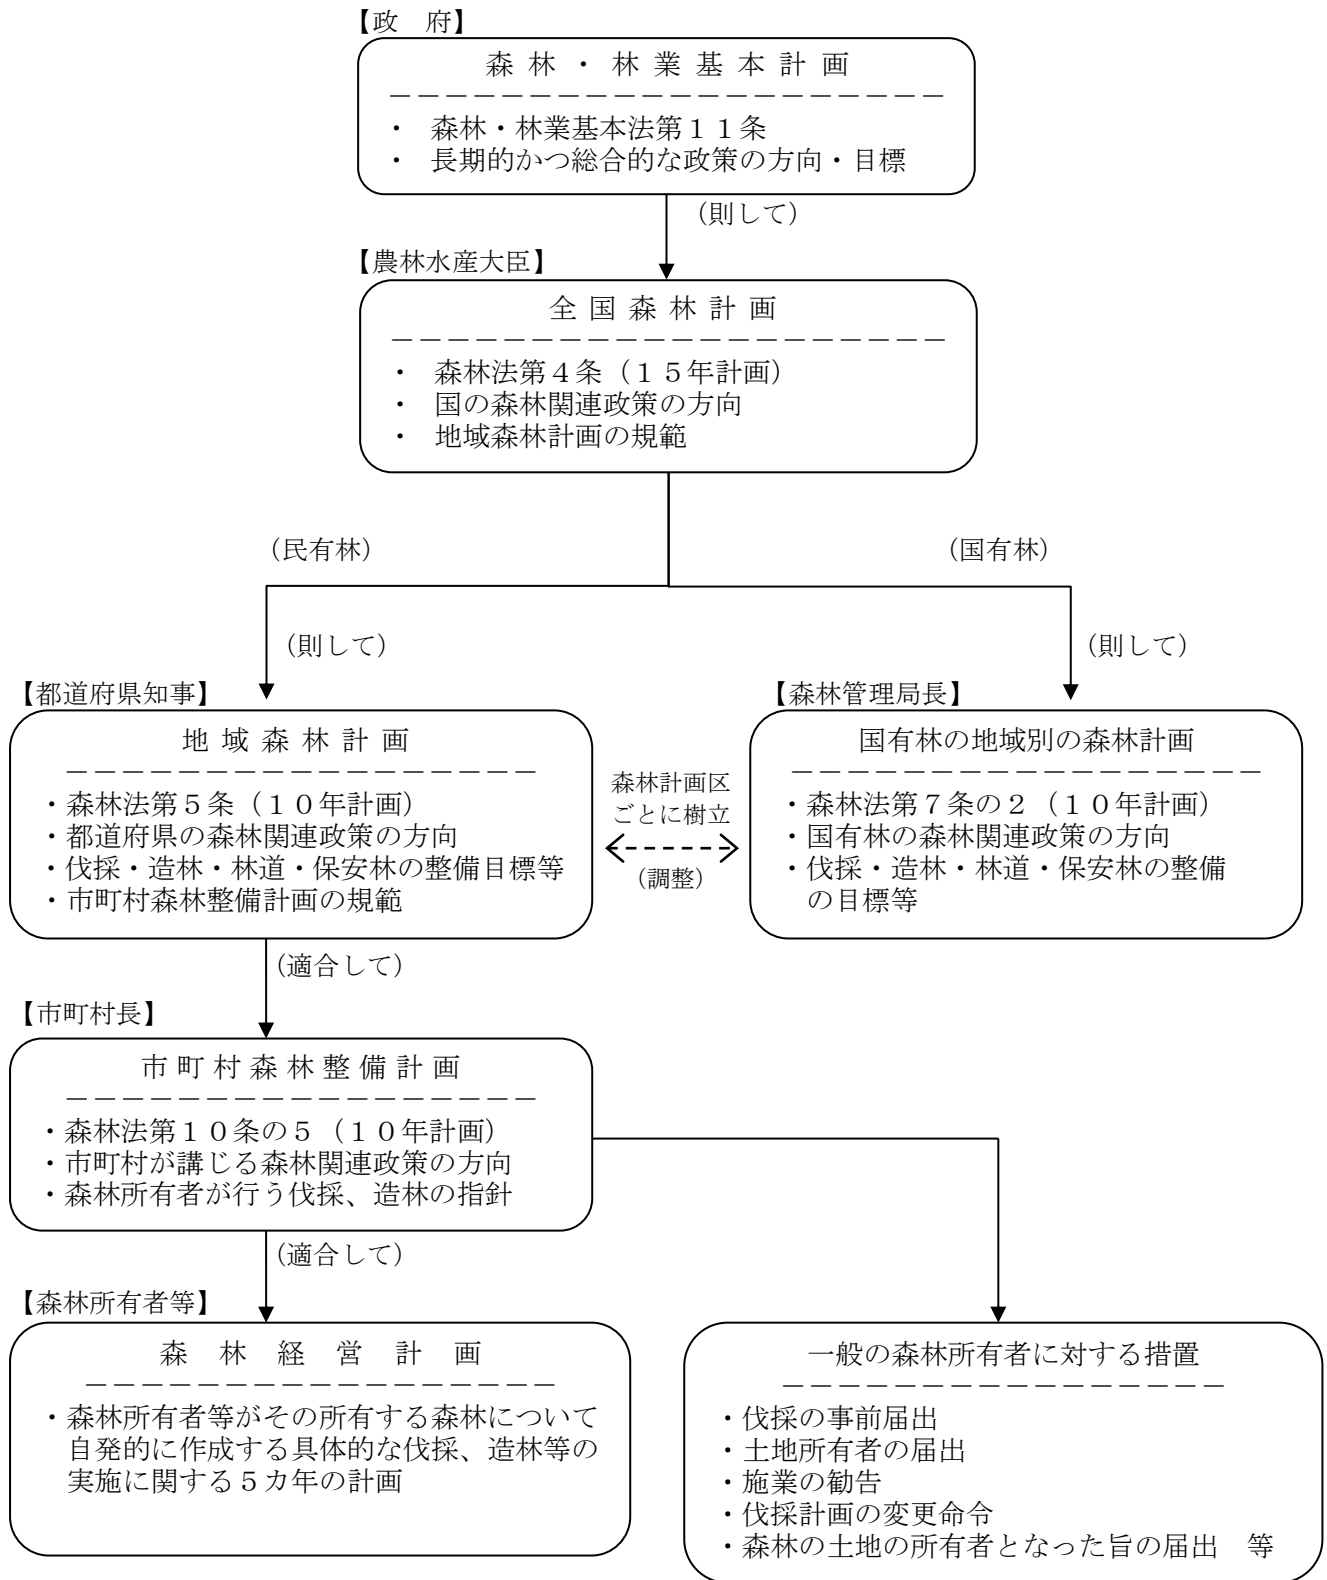 【政　府】
森 林 ・ 林 業 基 本 計 画
・　森林・林業基本法第１１条
・　長期的かつ総合的な政策の方向・目標
（則して）
【農林水産大臣】
全 国 森 林 計 画
・　森林法第４条（１５年計画）
・　国の森林関連政策の方向
・　地域森林計画の規範
（民有林）
（国有林）
（則して）
（則して）
【都道府県知事】
地 域 森 林 計 画
・森林法第５条（１０年計画）
・都道府県の森林関連政策の方向
・伐採・造林・林道・保安林の整備目標等
・市町村森林整備計画の規範
森林計画区
ごとに樹立
（調整）
【森林管理局長】
国有林の地域別の森林計画
・森林法第７条の２（１０年計画）
・国有林の森林関連政策の方向
・伐採・造林・林道・保安林の整備
の目標等
（適合して）
【市町村長】
市 町 村 森 林 整 備 計 画
・森林法第１０条の５（１０年計画）
・市町村が講じる森林関連政策の方向
・森林所有者が行う伐採、造林の指針
（適合して）
【森林所有者等】
森　林　経　営　計　画
・森林所有者等がその所有する森林について
自発的に作成する具体的な伐採、造林等の
実施に関する５カ年の計画
一般の森林所有者に対する措置
・伐採の事前届出
・土地所有者の届出
・施業の勧告
・伐採計画の変更命令
・森林の土地の所有者となった旨の届出　等